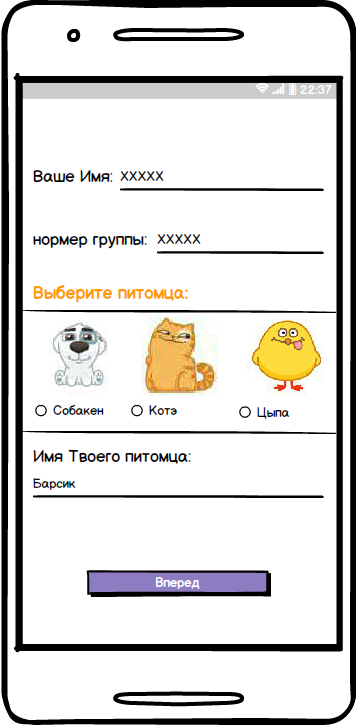 22:37
Ваше Имя: XXXXX
нормер группы: XXXXX
Выберите питомца:
Собакен Котэ Цыпа
Имя Твоего питомца:
Барсик
Вперед